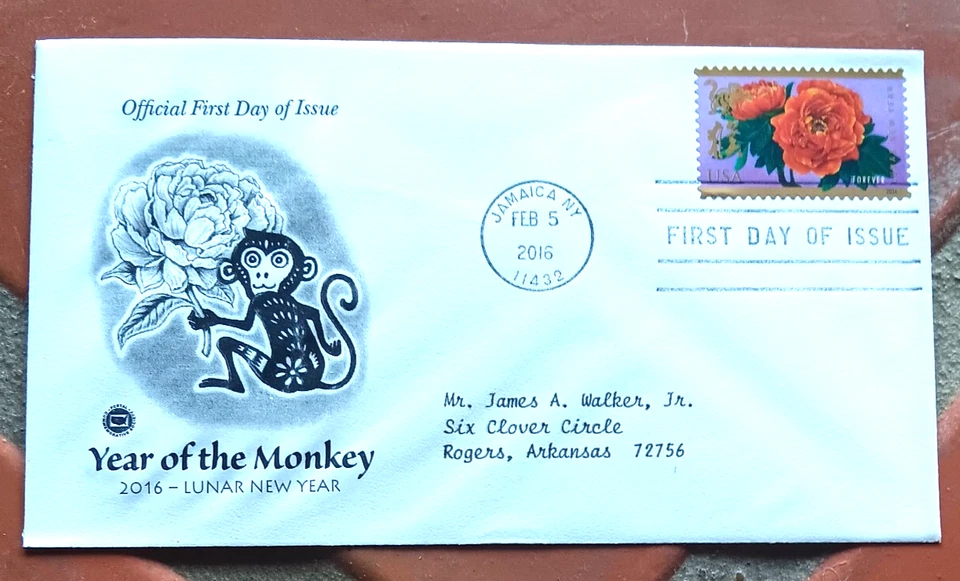 Official First Day of Issue
USA
FOREVER
JAMAICA NY
FEB 5
2016
11432
FIRST DAY OF ISSUE
Mr. James A. Walker, Jr.
Six Clover Circle
Rogers, Arkansas 72756
Year of the Monkey
2016 – LUNAR NEW YEAR